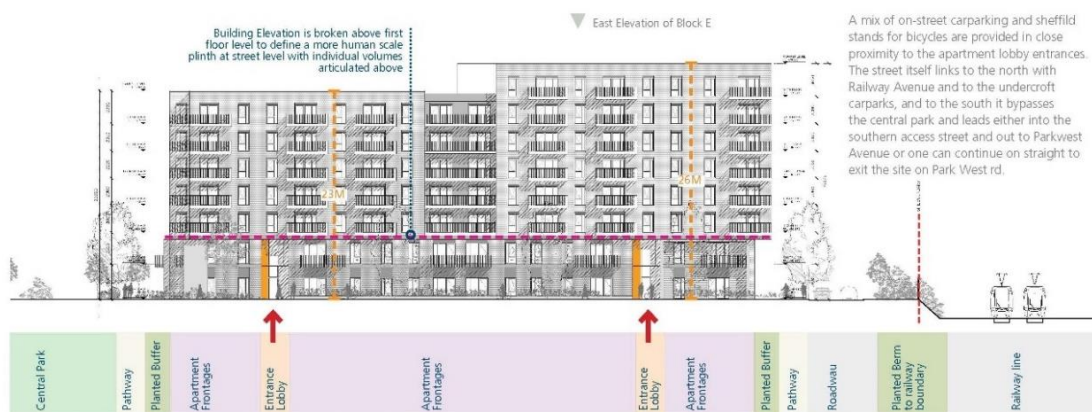 East Elevation of Block E
Building Elevation is broken above first
floor level to define a more human scale
plinth at street level with individual volumes
articulated above
A mix of on-street carparking and sheffild
stands for bicycles are provided in close
proximity to the apartment lobby entrances.
The street itself links to the north with
Railway Avenue and to the undercroft
carparks, and to the south it bypasses
the central park and leads either into the
southern access street and out to Parkwest
Avenue or one can continue on straight to
exit the site on Park West rd.
23M
26M
Central Park
Pathway
Planted Buffer
Apartment
Frontages
Entrance
Lobby
Apartment
Frontages
Entrance
Lobby
Apartment
Frontages
Planted Buffer
Pathway
Roadwau
Planted Berm
to railway
boundary
Railway line